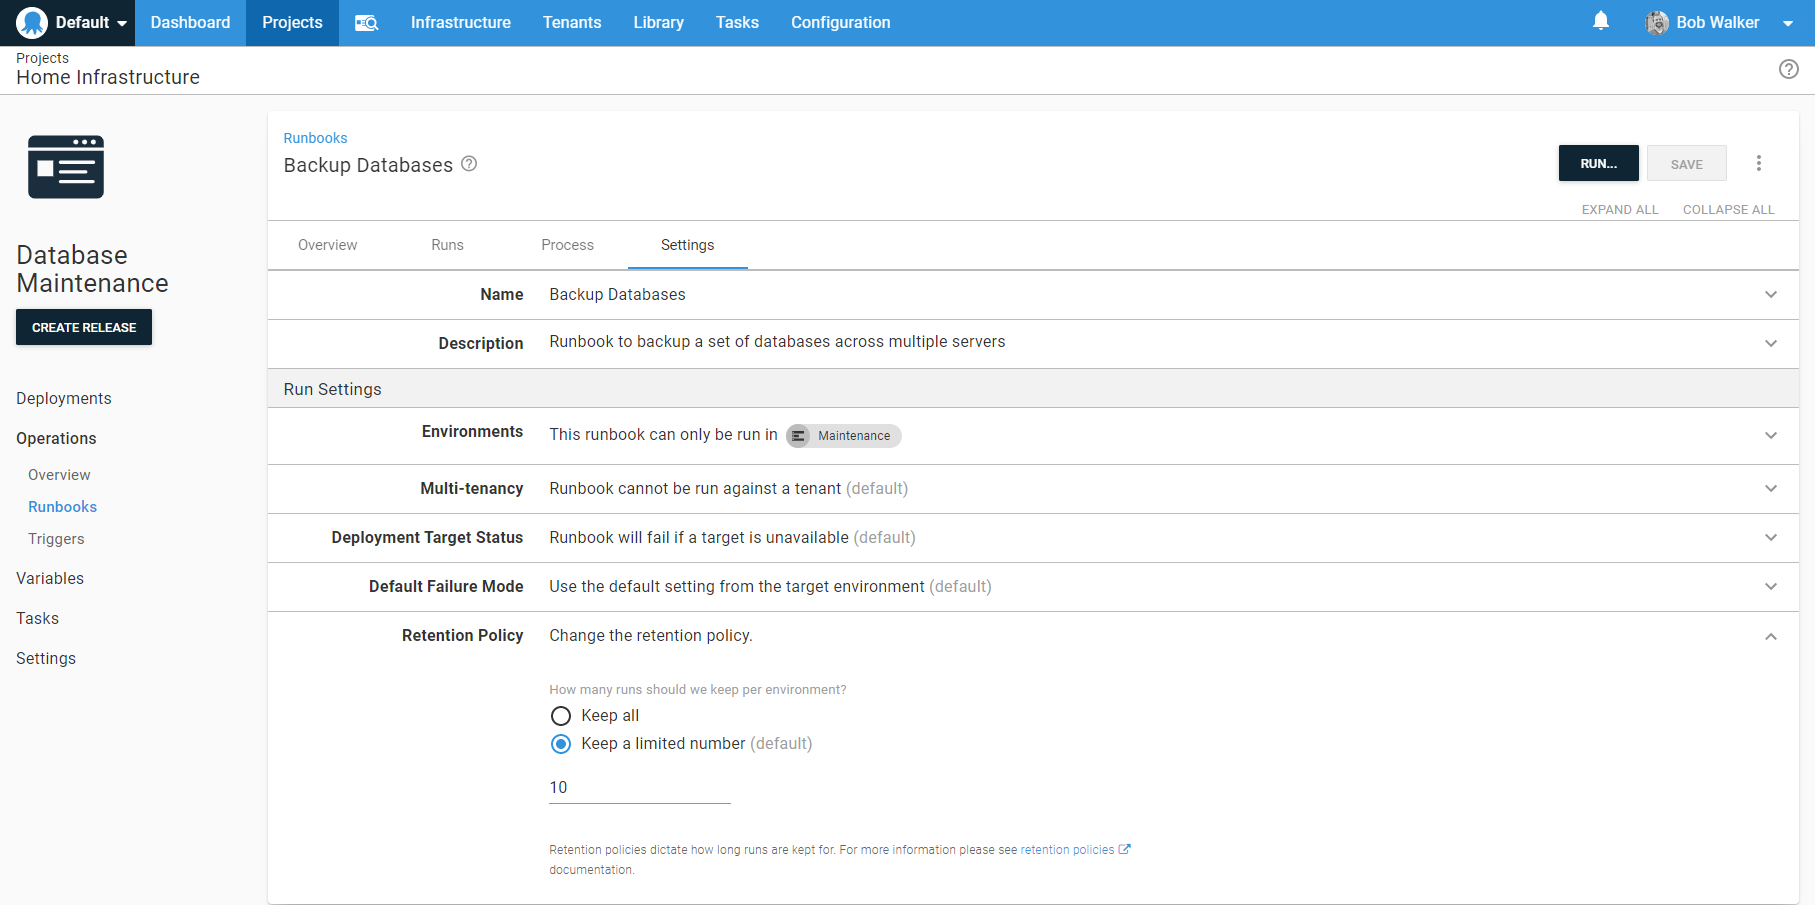 Default Dashboard Projects Infrastructure Tenants Library Tasks Configuration Bob Walker
Projects
Home Infrastructure
Database
Maintenance
CREATE RELEASE
Deployments
Operations
Overview
Runbooks
Triggers
Variables
Tasks
Settings
Runbooks
Backup Databases
RUN... SAVE
EXPAND ALL COLLAPSE ALL
Overview Runs Process Settings
Name Backup Databases
Description Runbook to backup a set of databases across multiple servers
Run Settings
Environments This runbook can only be run in Maintenance
Multi-tenancy Runbook cannot be run against a tenant (default)
Deployment Target Status Runbook will fail if a target is unavailable (default)
Default Failure Mode Use the default setting from the target environment (default)
Retention Policy Change the retention policy.
How many runs should we keep per environment?
Keep all
Keep a limited number (default)
10
Retention policies dictate how long runs are kept for. For more information please see retention policies
documentation.